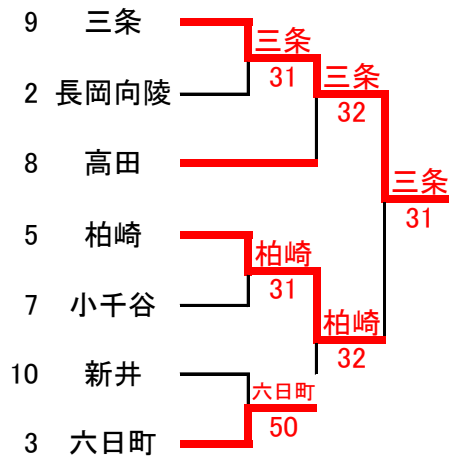 9 三条
三条
31
三条
32
2 長岡向陵
8 高田
三条
31
5 柏崎
柏崎
31
7 小千谷
柏崎
32
10 新井
六日町
50
3 六日町